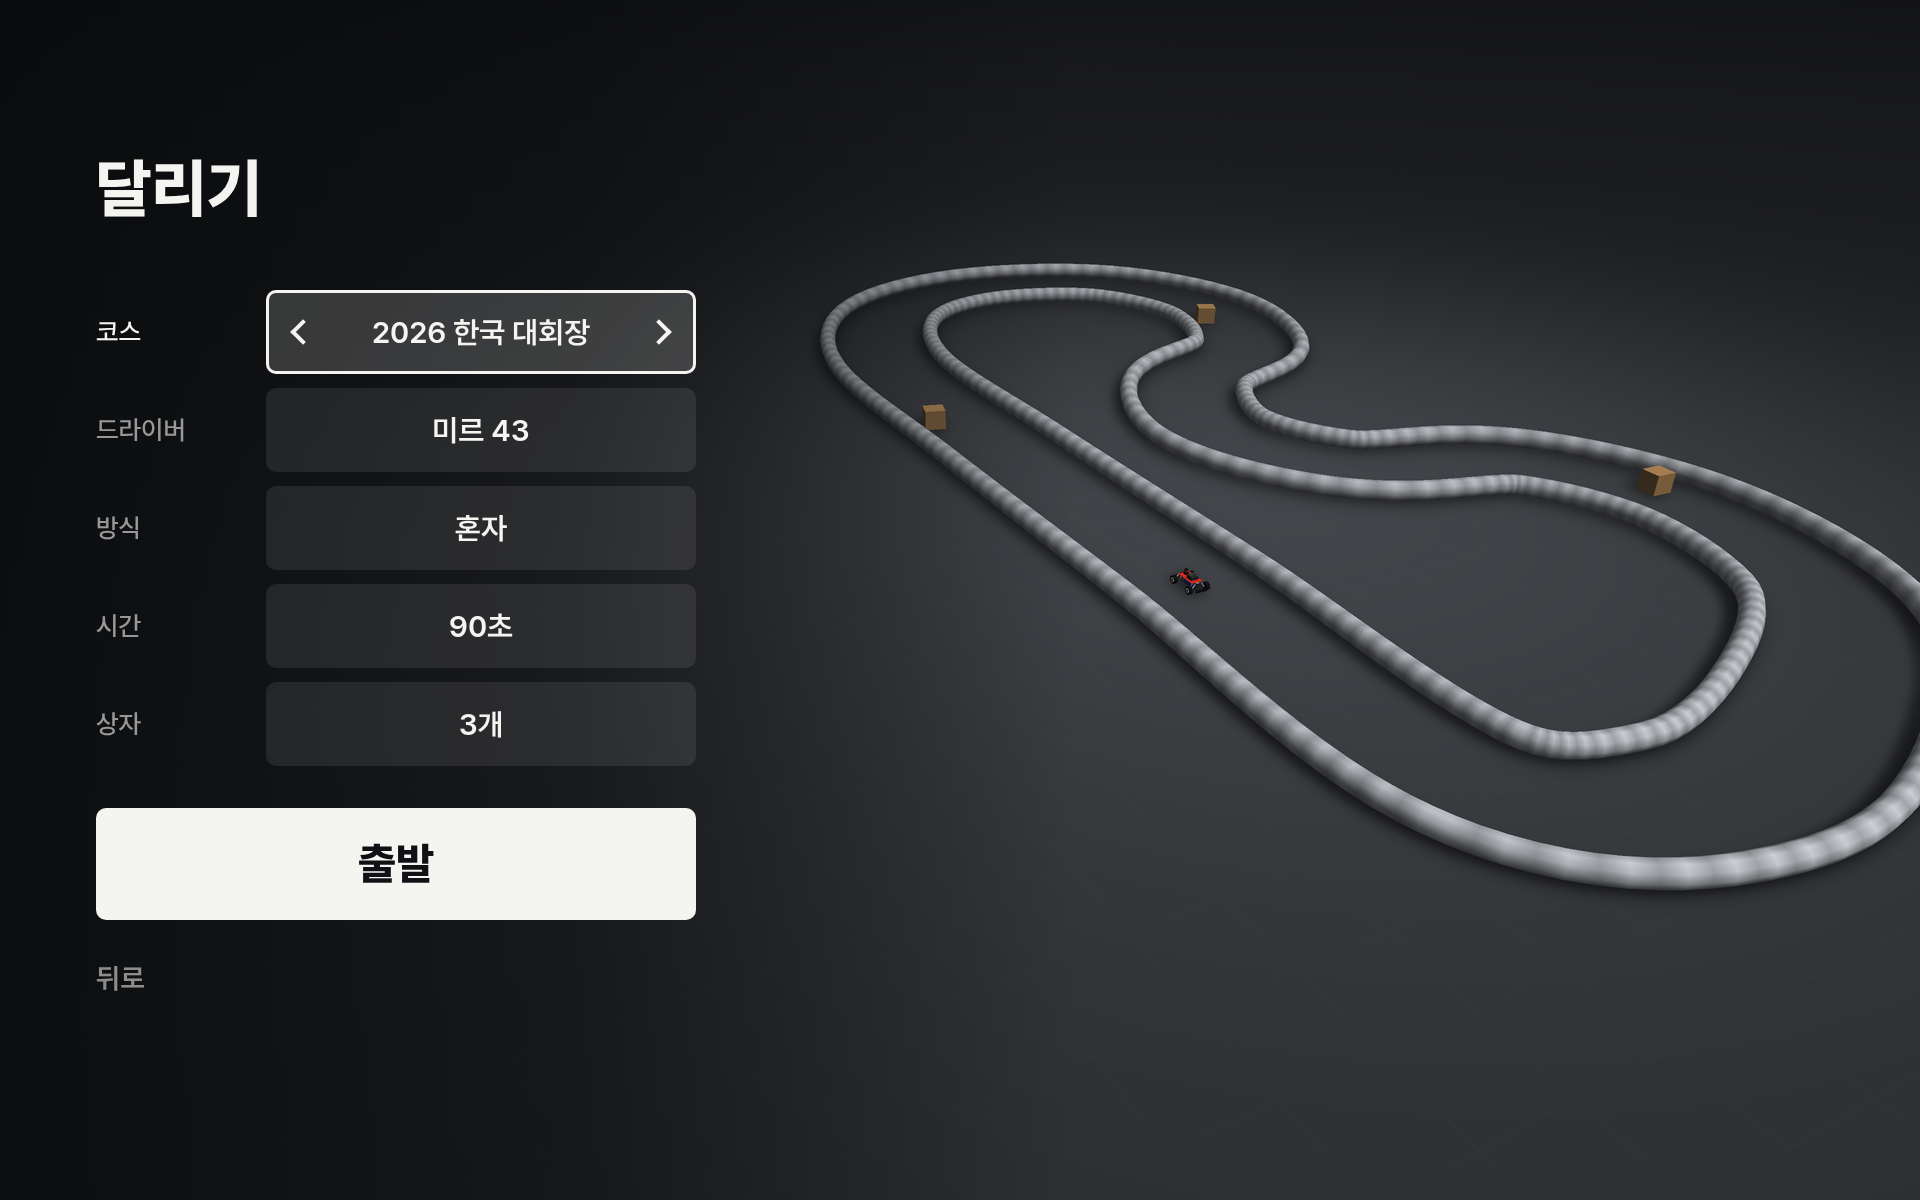 달리기
코스
2026 한국 대회장
드라이버
미르 43
방식
혼자
시간
90초
상자
3개
출발
뒤로